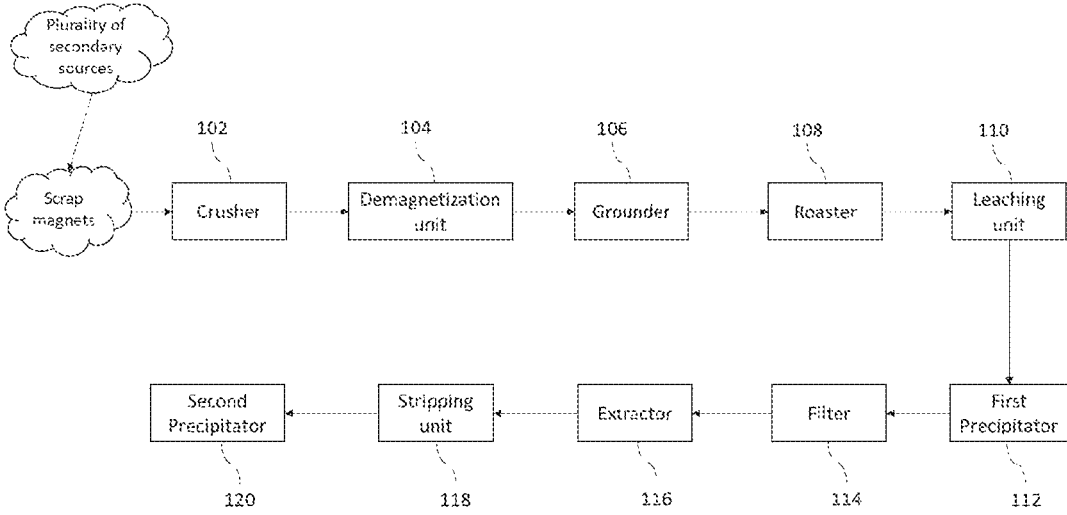 Plurality of
secondary
sources
102
104
106
108
110
Scrap
magnets
Crusher
Demagnetization
unit
Grounder
Roaster
Leaching
unit
Second
Precipitator
Stripping
unit
Extractor
Filter
First
Precipitator
120
118
116
114
112